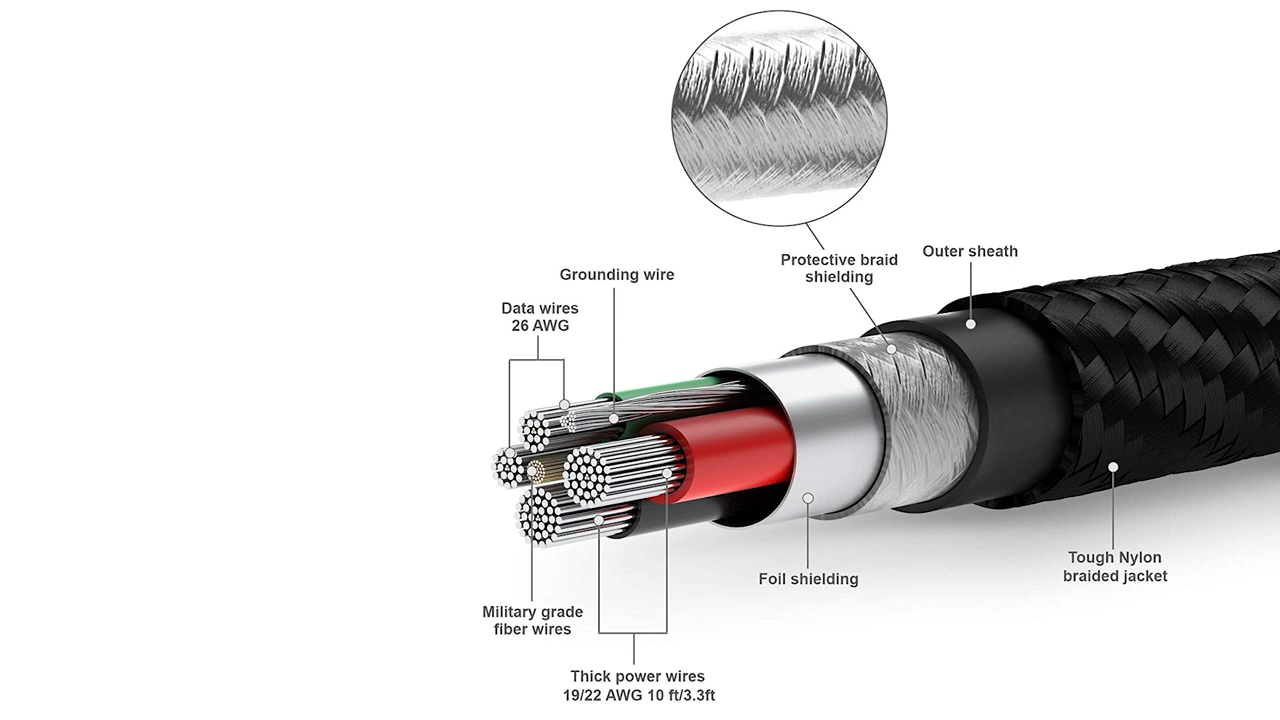 Protective braid
shielding
Outer sheath
Grounding wire
Data wires
26 AWG
Foil shielding
Tough Nylon
braided jacket
Military grade
fiber wires
Thick power wires
19/22 AWG 10 ft/3.3ft